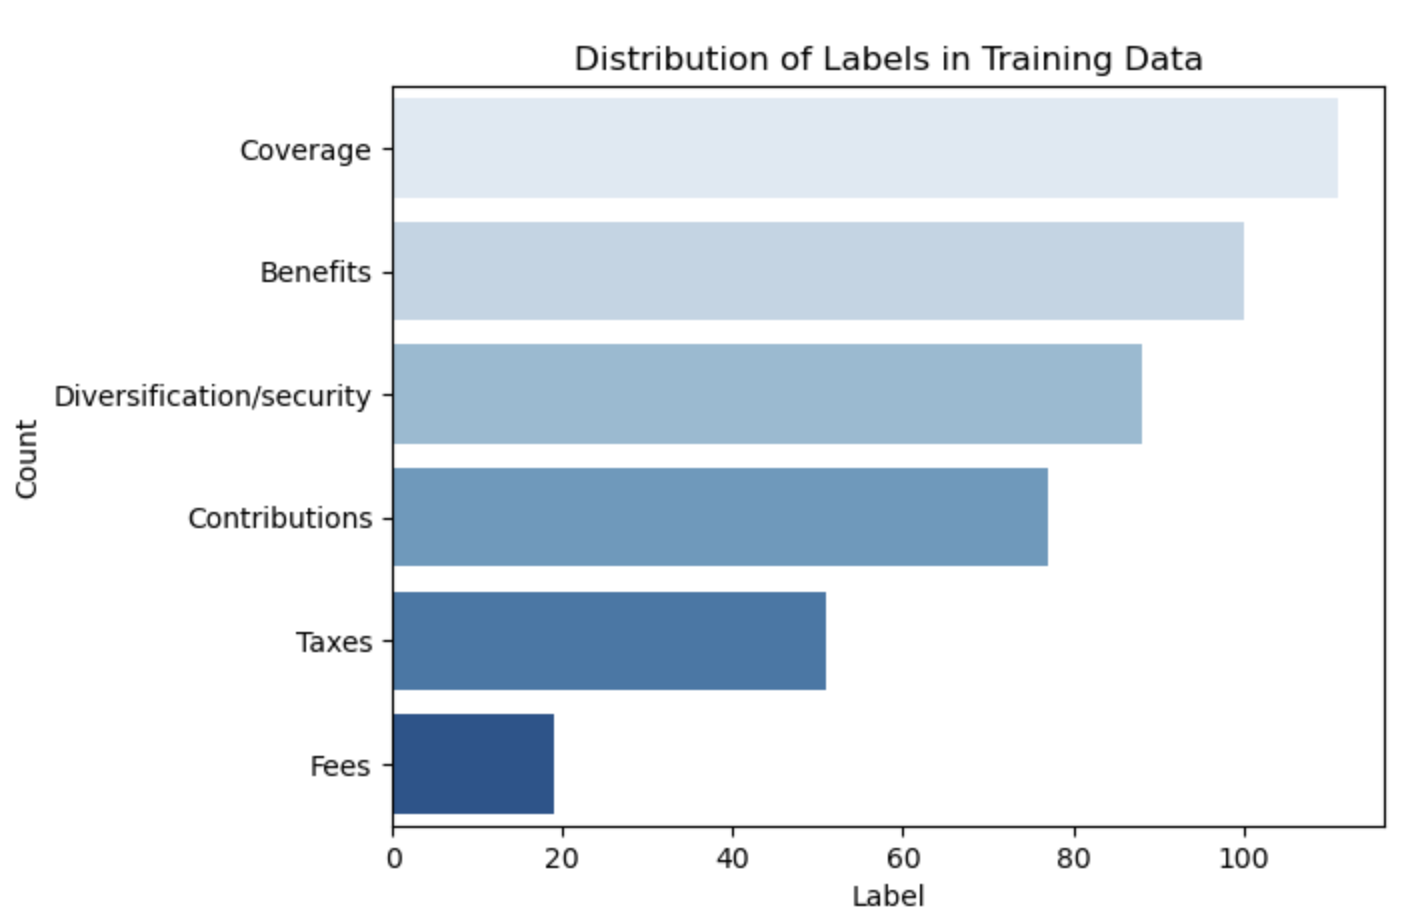 Distribution of Labels in Training Data
Coverage
Benefits
Diversification/security
Contributions
Taxes
Fees
Count
0 20 40 60 80 100
Label